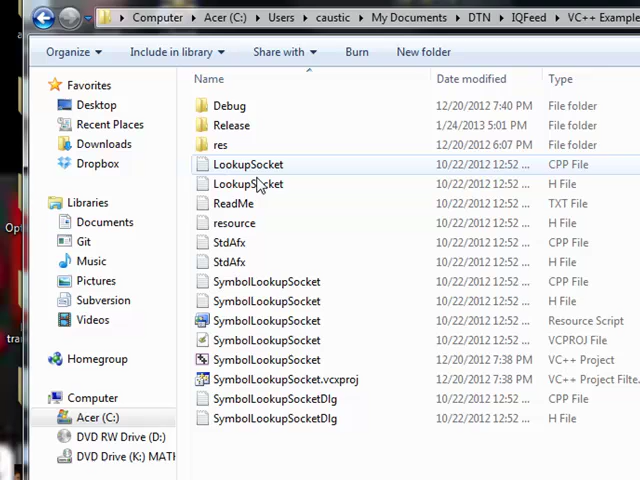 Computer Acer (C:) Users caustic My Documents DTN IQFeed VC++ Example
Organize Include in library Share with Burn New folder
Name Date modified Type
Favorites
Desktop
Recent Places
Downloads
Dropbox
Libraries
Documents
Git
Music
Pictures
Subversion
Videos
Homegroup
Computer
Acer (C:)
DVD RW Drive (D:)
DVD Drive (K:) MATH
Debug 12/20/2012 7:40 PM File folder
Release 1/24/2013 5:01 PM File folder
res 12/20/2012 6:07 PM File folder
LookupSocket 10/22/2012 12:52 ... CPP File
LookupSocket 10/22/2012 12:52 ... H File
ReadMe 10/22/2012 12:52 ... TXT File
resource 10/22/2012 12:52 ... H File
StdAfx 10/22/2012 12:52 ... CPP File
StdAfx 10/22/2012 12:52 ... H File
SymbolLookupSocket 10/22/2012 12:52 ... CPP File
SymbolLookupSocket 10/22/2012 12:52 ... H File
SymbolLookupSocket 10/22/2012 12:52 ... Resource Script
SymbolLookupSocket 10/22/2012 12:52 ... VCPROJ File
SymbolLookupSocket 12/20/2012 7:38 PM VC++ Project
SymbolLookupSocket.vcxproj 12/20/2012 7:38 PM VC++ Project Filte
SymbolLookupSocketDlg 10/22/2012 12:52 ... CPP File
SymbolLookupSocketDlg 10/22/2012 12:52 ... H File
Opt
trai